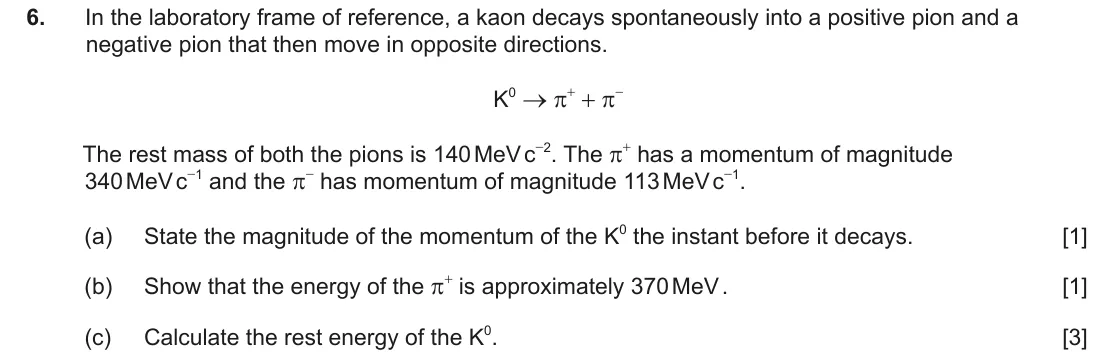 6. In the laboratory frame of reference, a kaon decays spontaneously into a positive pion and a
negative pion that then move in opposite directions.
K⁰ → π⁺ + π⁻
The rest mass of both the pions is 140 MeV c⁻². The π⁺ has a momentum of magnitude
340 MeV c⁻¹ and the π⁻ has momentum of magnitude 113 MeV c⁻¹.
(a) State the magnitude of the momentum of the K⁰ the instant before it decays. [1]
(b) Show that the energy of the π⁺ is approximately 370 MeV. [1]
(c) Calculate the rest energy of the K⁰. [3]